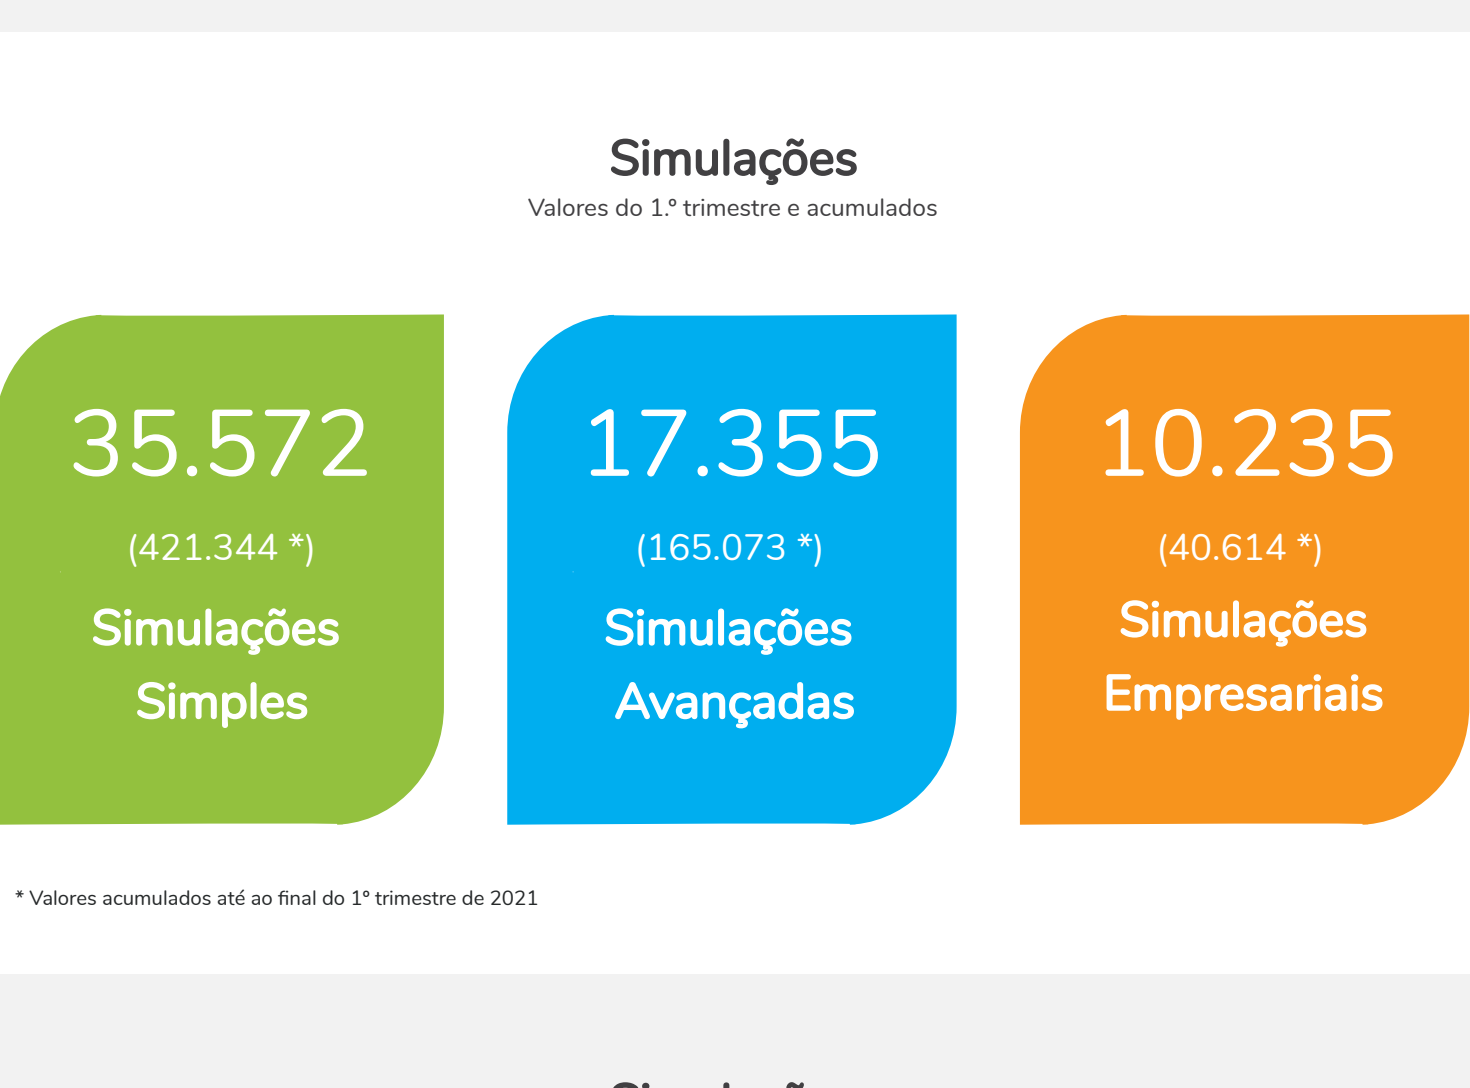 Simulações
Valores do 1.º trimestre e acumulados
35.572
(421.344 *)
Simulações
Simples
17.355
(165.073 *)
Simulações
Avançadas
10.235
(40.614 *)
Simulações
Empresariais
* Valores acumulados até ao final do 1º trimestre de 2021